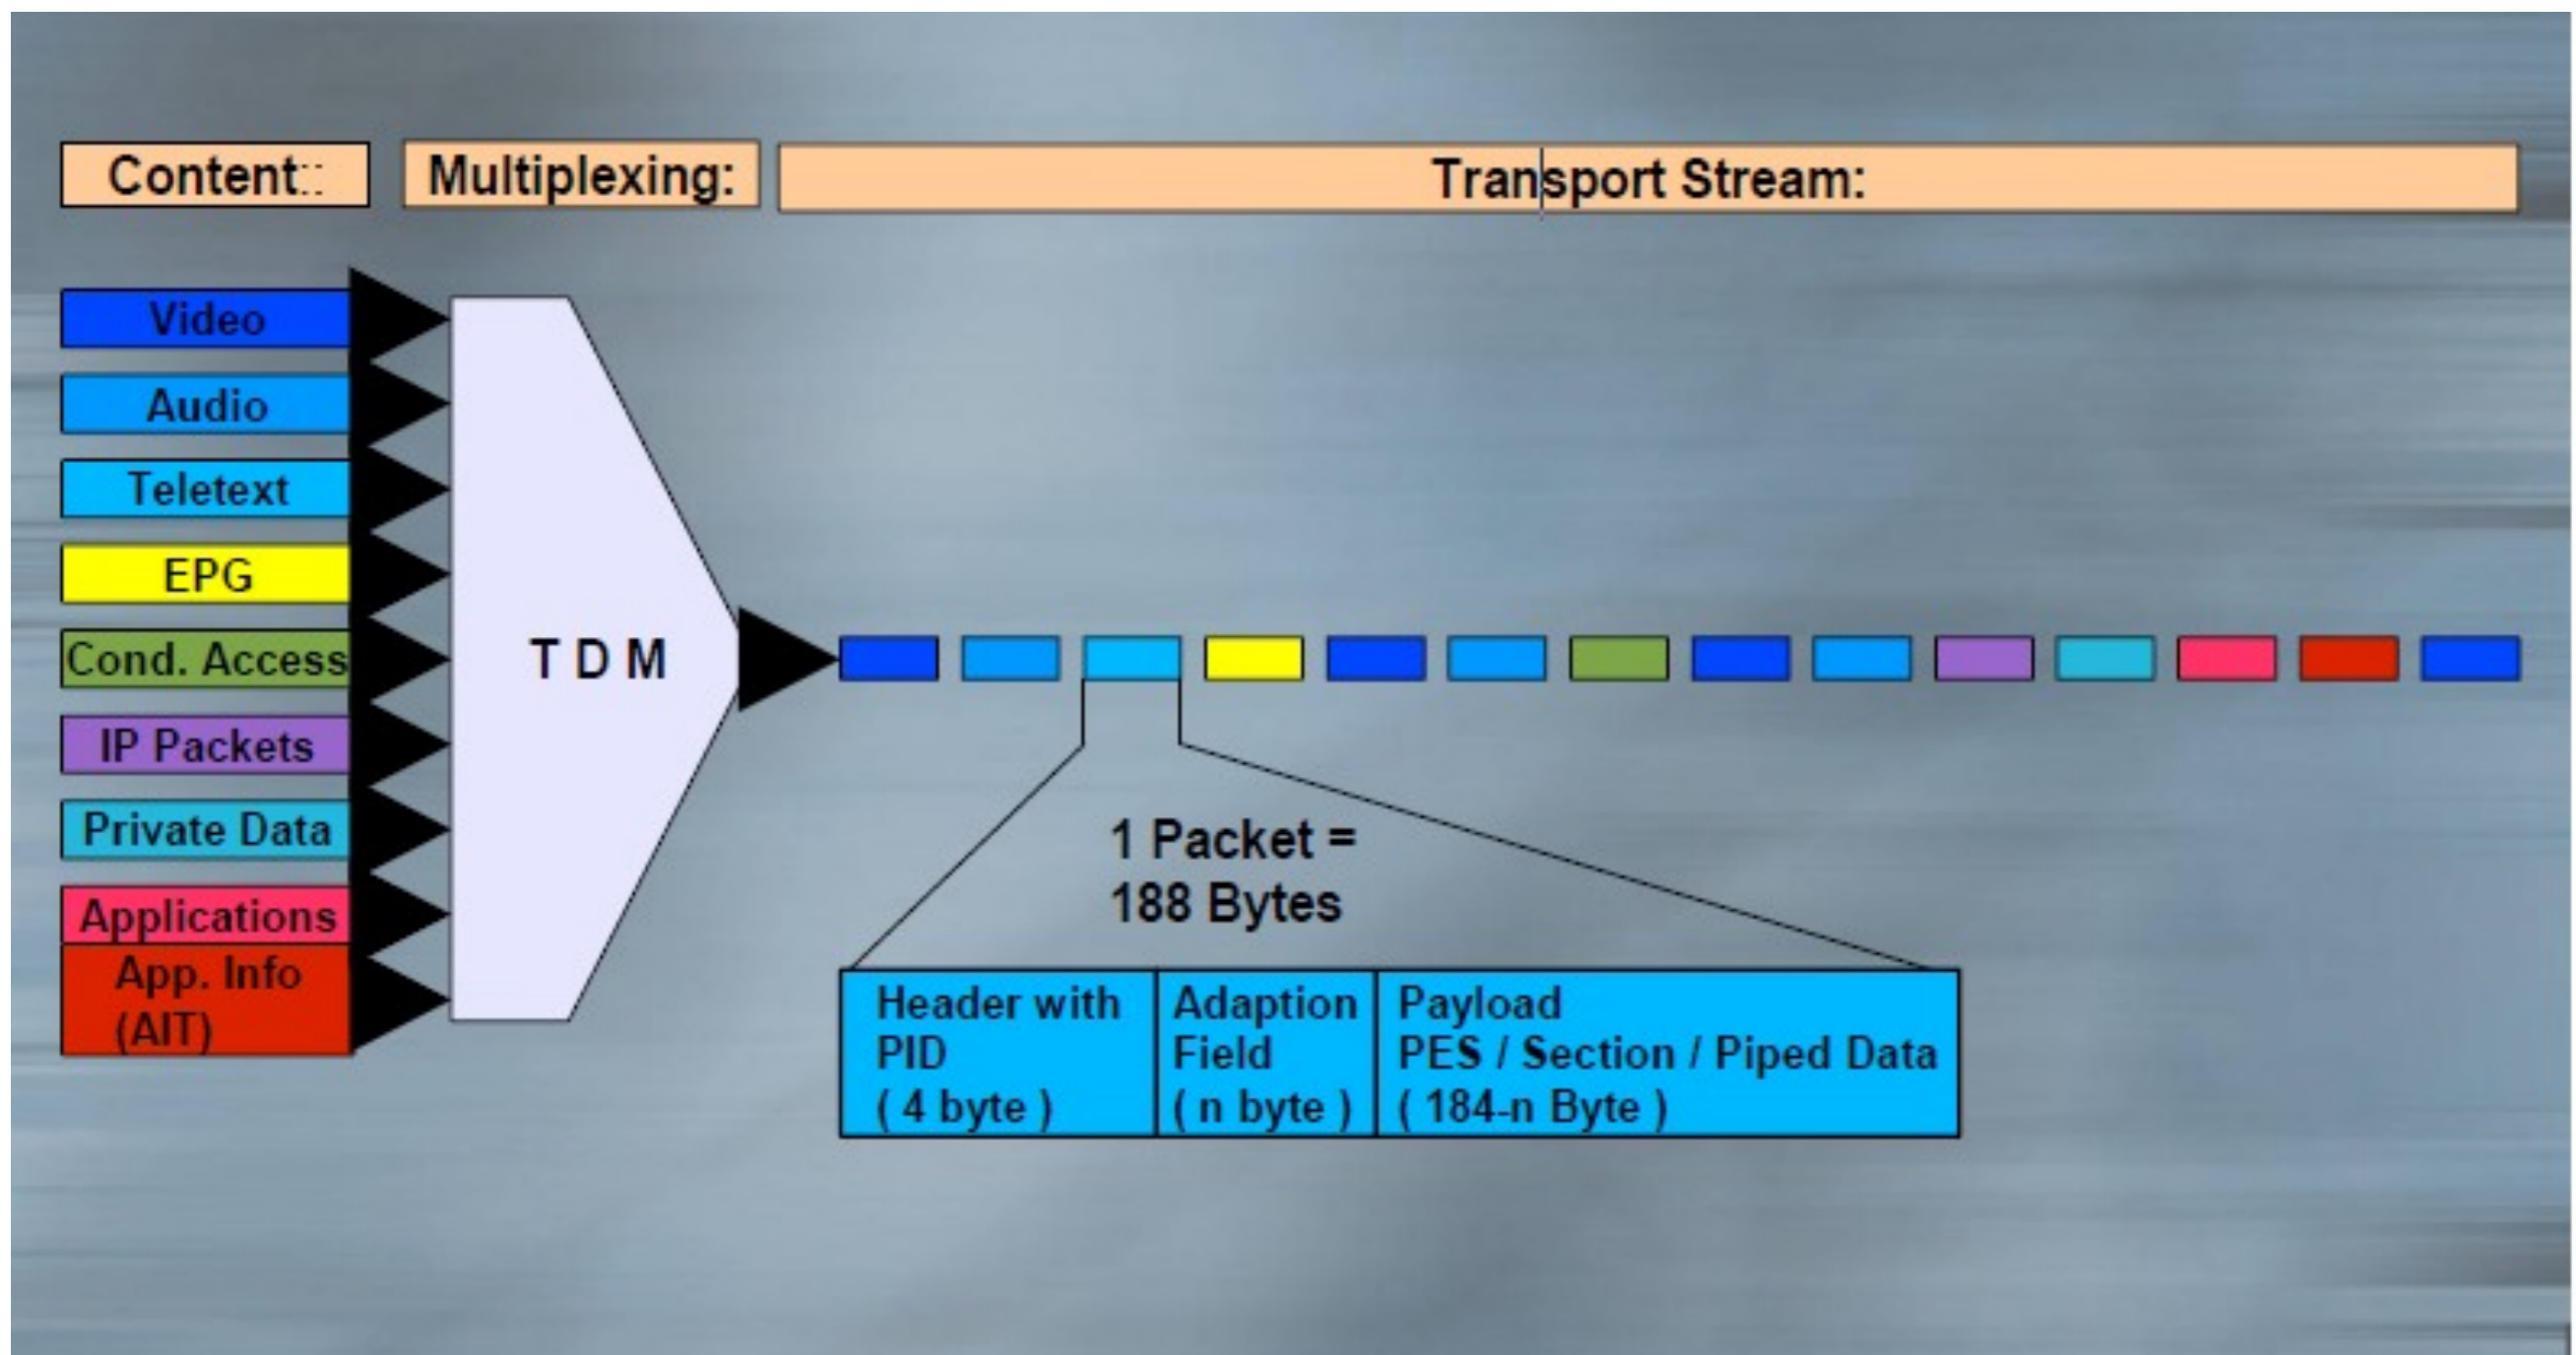 Content::
Multiplexing:
Transport Stream:
Video
Audio
Teletext
EPG
Cond. Access
IP Packets
Private Data
Applications
App. Info
(AIT)
T D M
1 Packet =
188 Bytes
Header with
PID
( 4 byte )
Adaption
Field
( n byte )
Payload
PES / Section / Piped Data
( 184-n Byte )